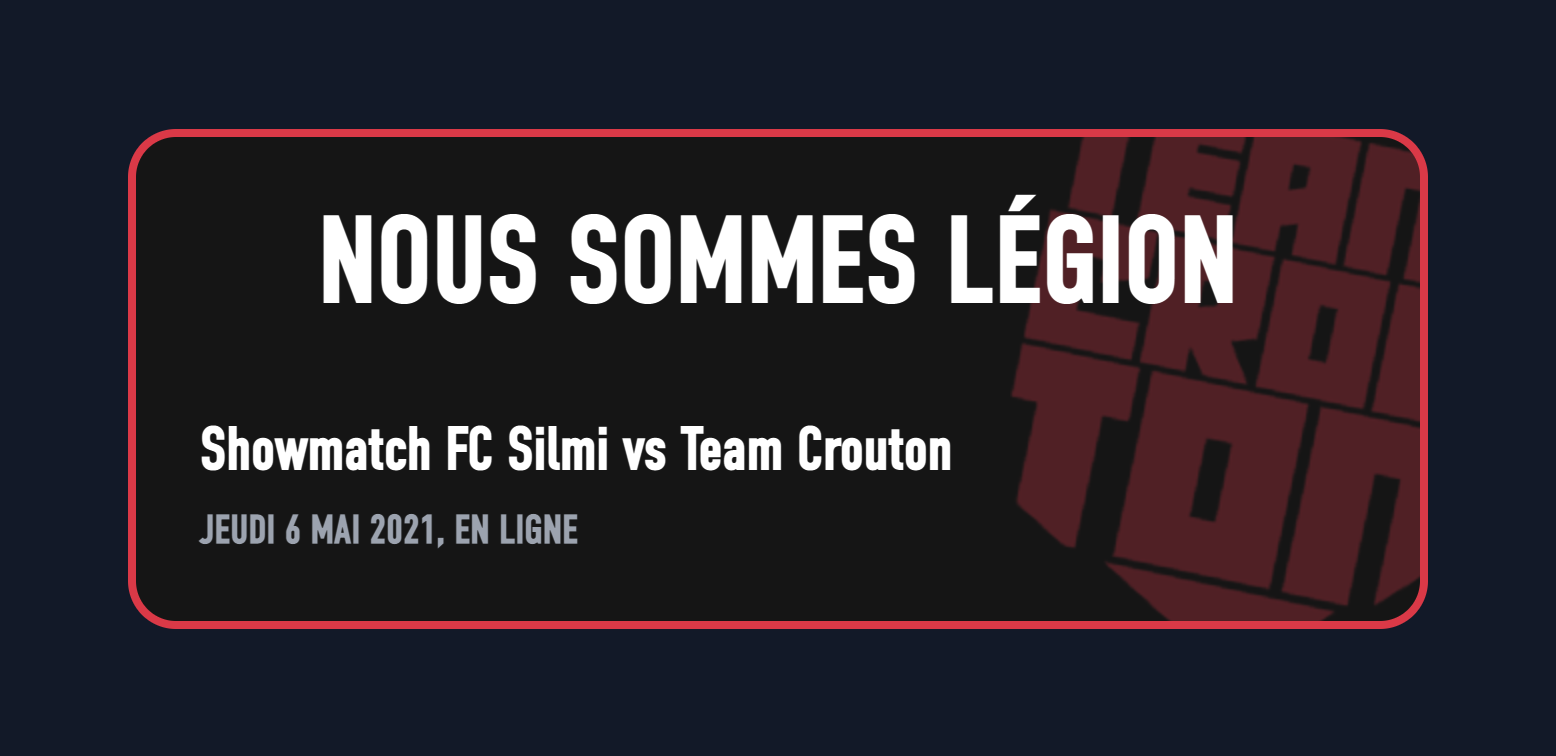 NOUS SOMMES LÉGION
Showmatch FC Silmi vs Team Crouton
JEUDI 6 MAI 2021, EN LIGNE